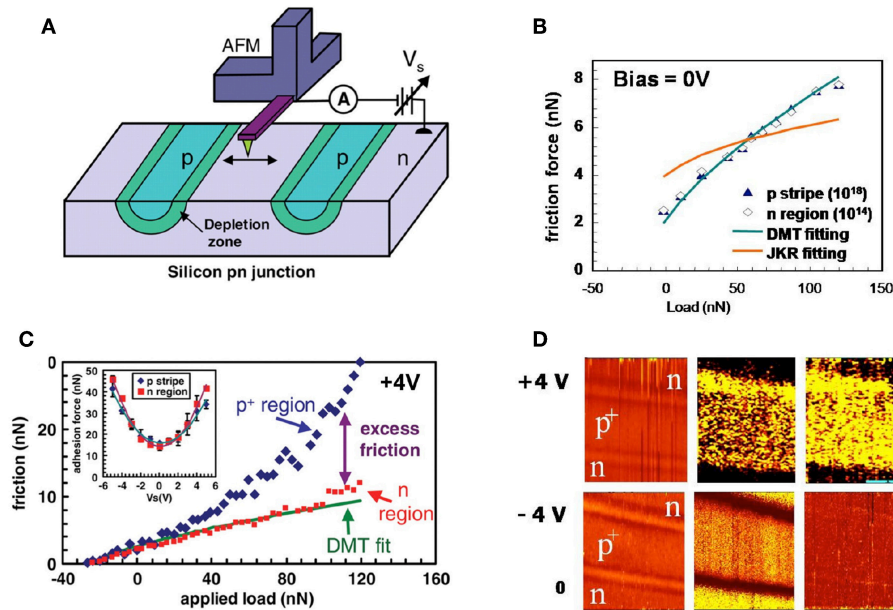 A
AFM
V_s
A
p
p
n
Depletion
zone
Silicon pn junction
B
Bias = 0V
friction force (nN)
8
6
4
2
0
p stripe (10^18)
n region (10^14)
DMT fitting
JKR fitting
-50
0
50
100
150
Load (nN)
C
friction (nN)
0
30
20
10
0
+4V
p+ region
excess
friction
n
region
DMT fit
-40
0
40
80
120
160
applied load (nN)
adhesion force (nN)
50
40
30
20
10
0
p stripe
n region
-6
-4
-2
0
2
4
6
Vs(V)
D
+4 V
n
p+
n
- 4 V
n
p+
n
0